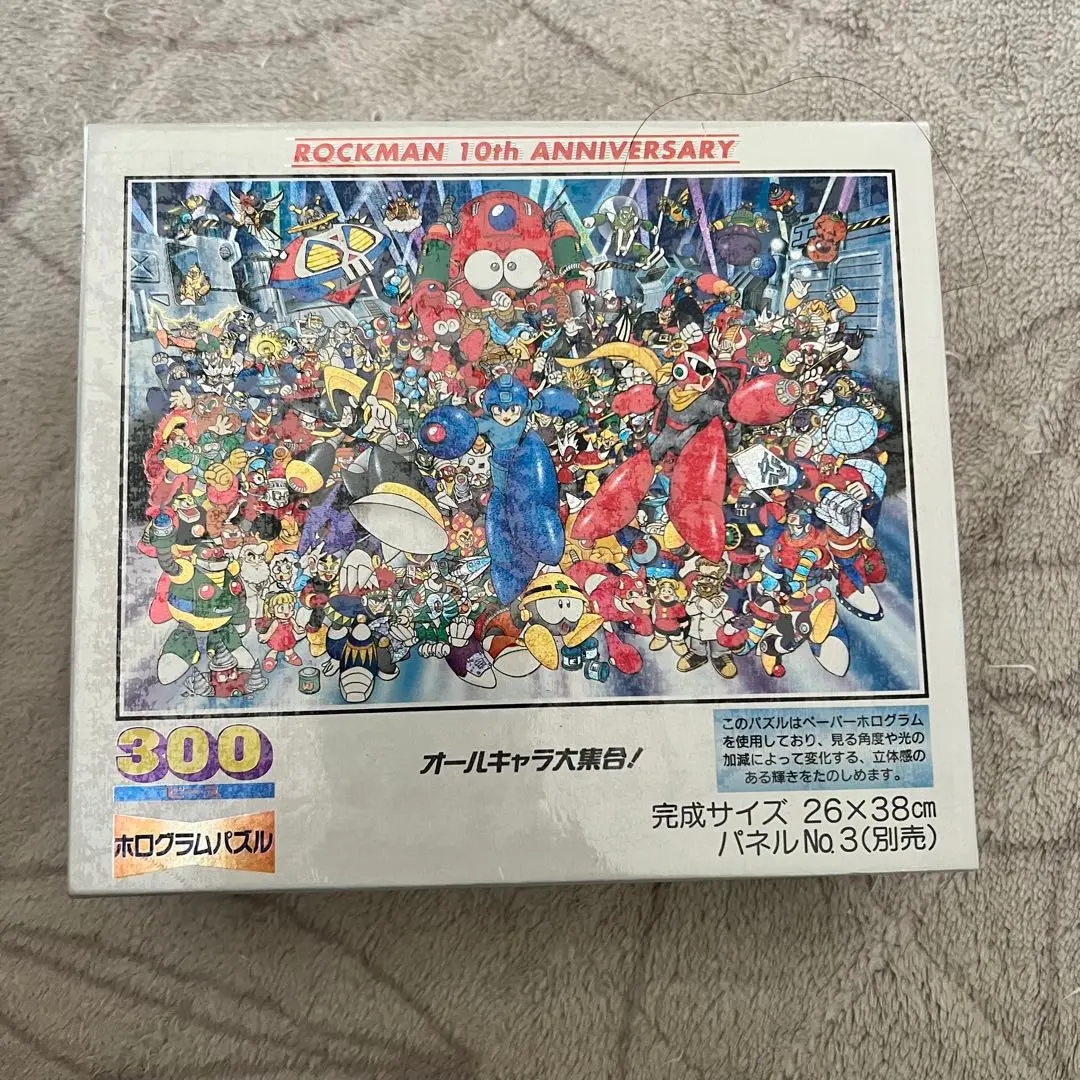 ROCKMAN 10th ANNIVERSARY
300
ホログラムパズル
オールキャラ大集合!
このパズルはペーパーホログラム
を使用しており、見る角度や光の
加減によって変化する、立体感の
ある輝きをたのしめます。
完成サイズ 26×38cm
パネルNo.3(別売)